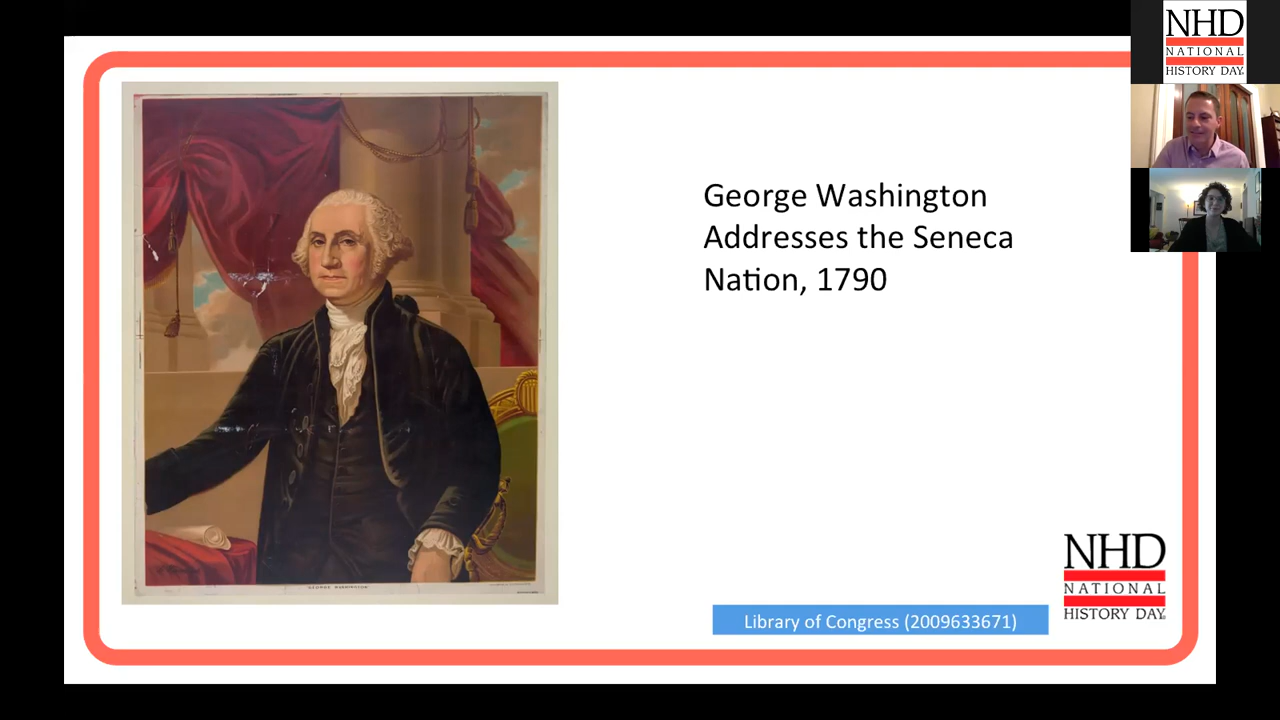 George Washington
Addresses the Seneca
Nation, 1790
GEORGE WASHINGTON
Library of Congress (2009633671)
NHD
NATIONAL
HISTORY DAY
NHD
NATIONAL
HISTORY DAY